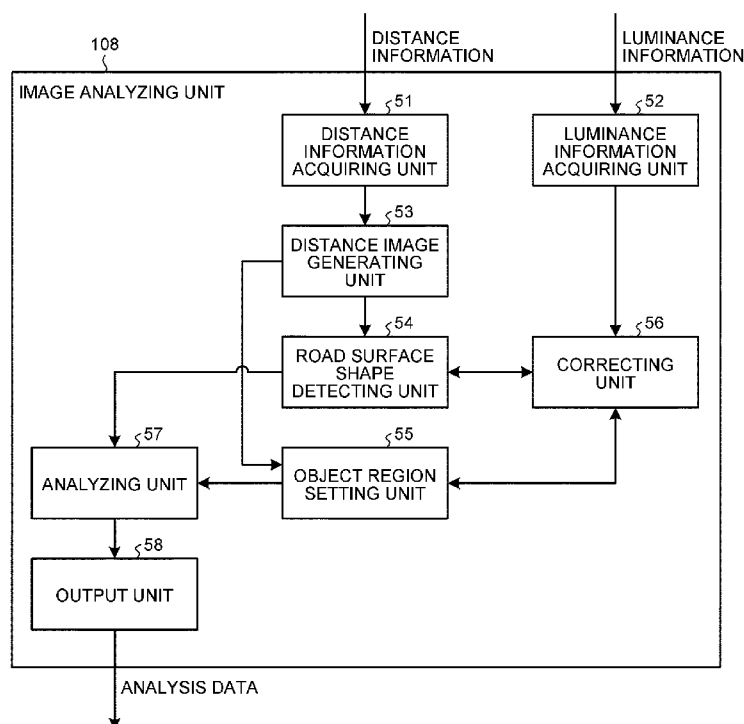 DISTANCE
INFORMATION
LUMINANCE
INFORMATION
108
IMAGE ANALYZING UNIT
51
DISTANCE
INFORMATION
ACQUIRING UNIT
52
LUMINANCE
INFORMATION
ACQUIRING UNIT
53
DISTANCE IMAGE
GENERATING
UNIT
54
ROAD SURFACE
SHAPE
DETECTING UNIT
56
CORRECTING
UNIT
57
ANALYZING UNIT
55
OBJECT REGION
SETTING UNIT
58
OUTPUT UNIT
ANALYSIS DATA